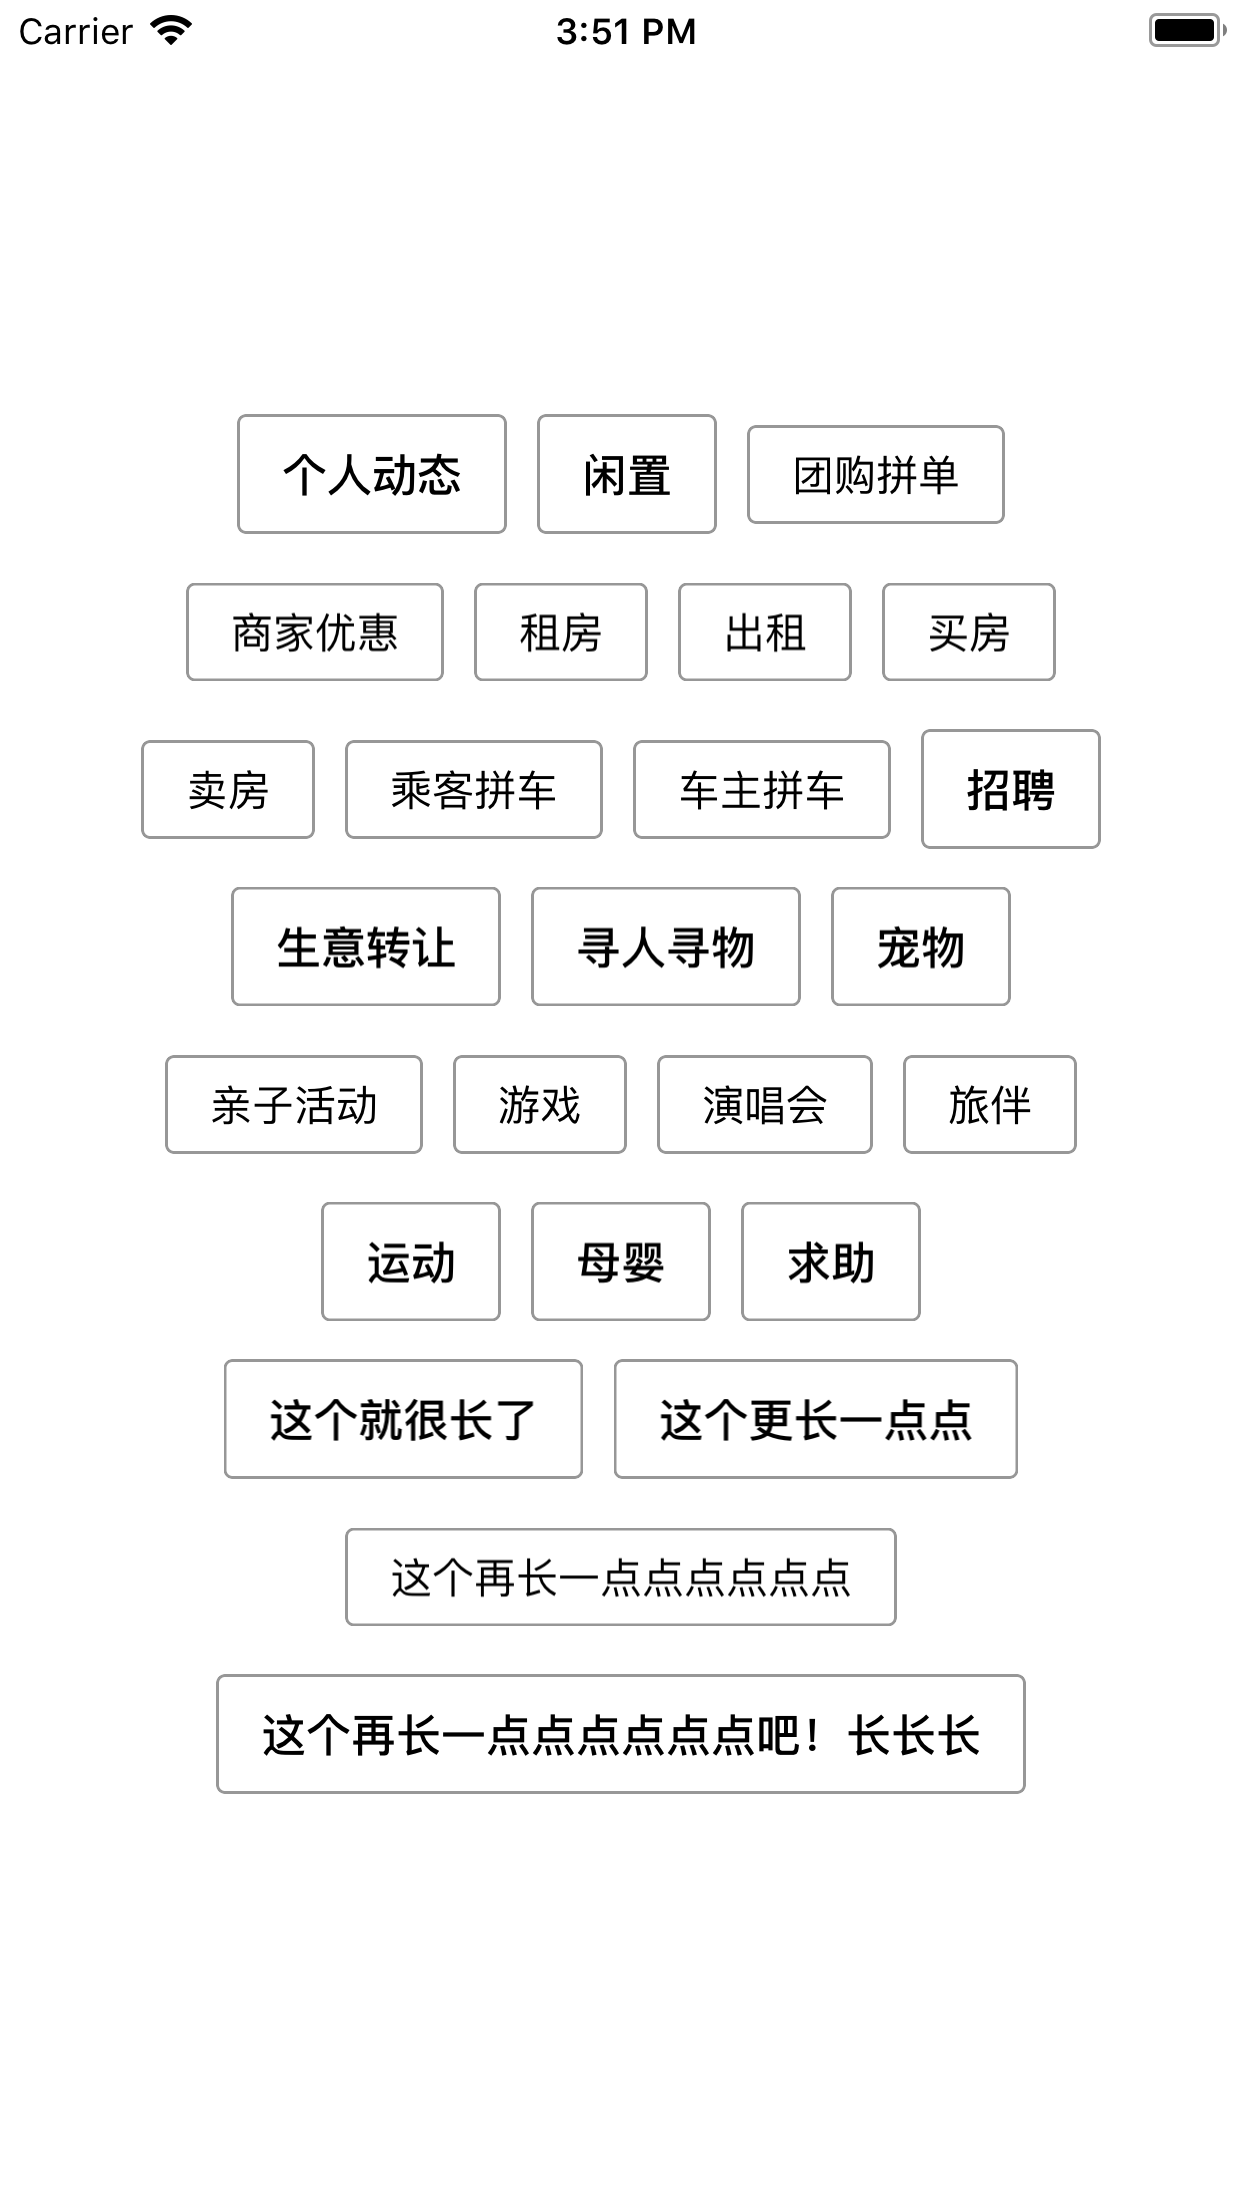 Carrier 3:51 PM
个人动态 闲置 团购拼单
商家优惠 租房 出租 买房
卖房 乘客拼车 车主拼车 招聘
生意转让 寻人寻物 宠物
亲子活动 游戏 演唱会 旅伴
运动 母婴 求助
这个就很长了 这个更长一点点
这个再长一点点点点点点
这个再长一点点点点点点吧！长长长